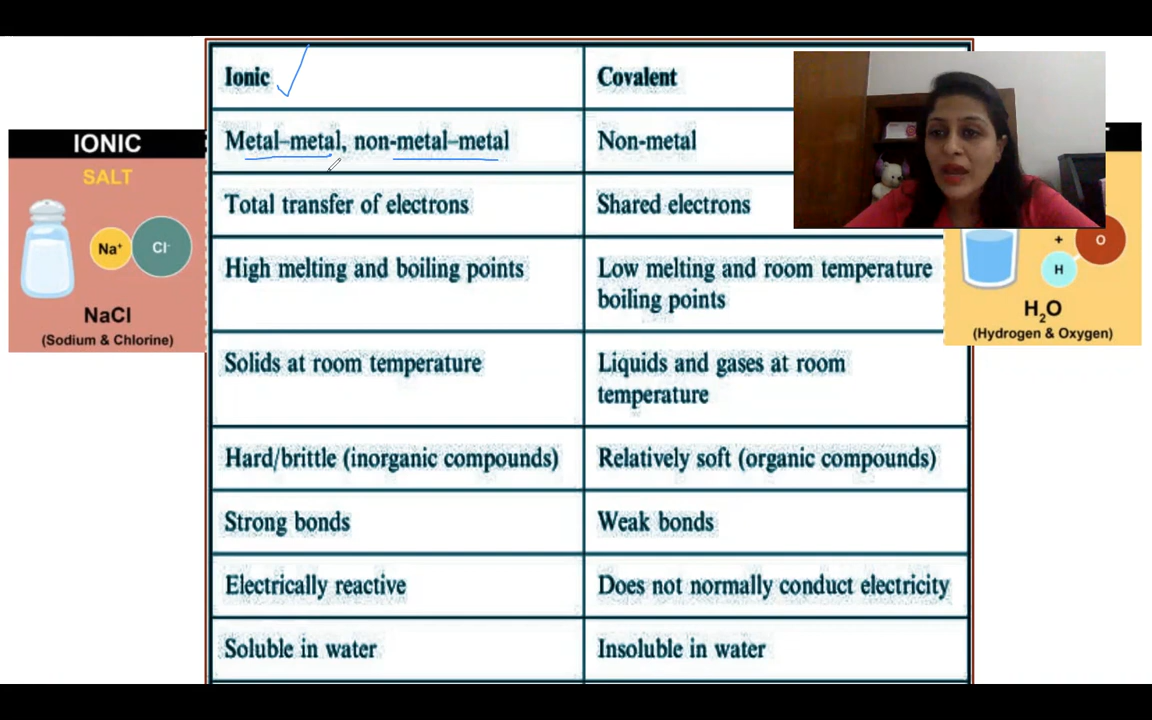 IONIC
SALT
Na+
Cl-
NaCl
(Sodium & Chlorine)
Ionic
Covalent
Metal–metal, non-metal–metal
Non-metal
Total transfer of electrons
Shared electrons
High melting and boiling points
Low melting and room temperature
boiling points
Solids at room temperature
Liquids and gases at room
temperature
Hard/brittle (inorganic compounds)
Relatively soft (organic compounds)
Strong bonds
Weak bonds
Electrically reactive
Does not normally conduct electricity
Soluble in water
Insoluble in water
+
O
H
H2O
(Hydrogen & Oxygen)